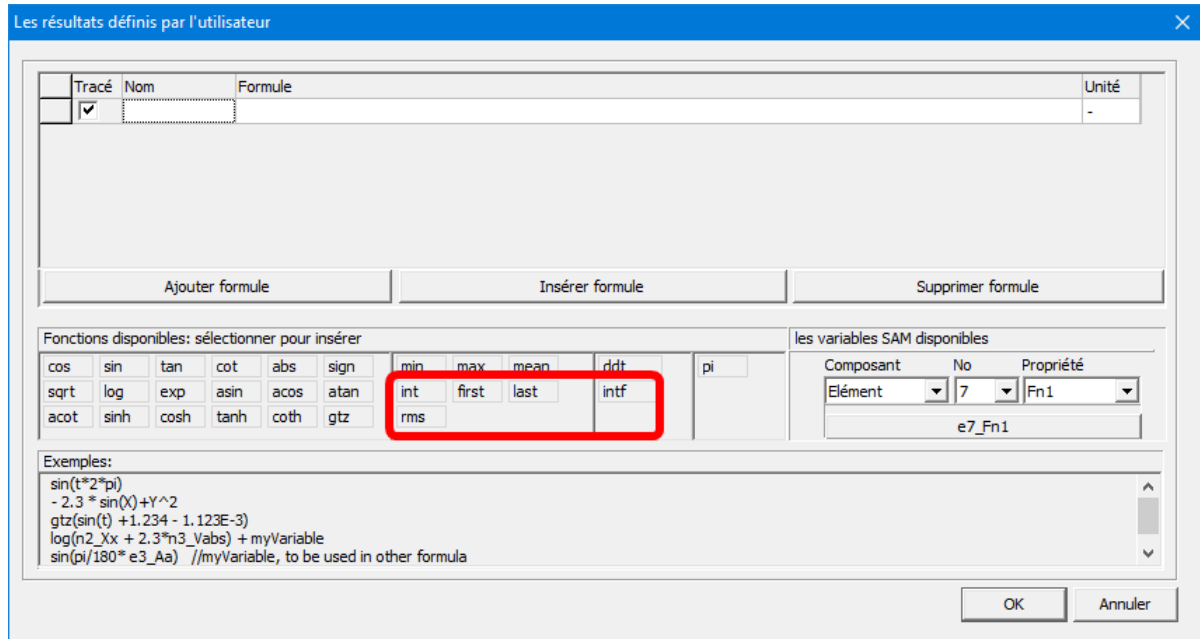 Les résultats définis par l'utilisateur
Tracé Nom Formule Unité
-
Ajouter formule Insérer formule Supprimer formule
Fonctions disponibles: sélectionner pour insérer les variables SAM disponibles
cos sin tan cot abs sign min max mean ddt pi Composant No Propriété
sqrt log exp asin acos atan int first last intf Elément 7 Fn1
acot sinh cosh tanh coth gtz rms e7_Fn1
Exemples:
sin(t*2*pi)
- 2.3 * sin(X)+Y^2
gtz(sin(t) +1.234 - 1.123E-3)
log(n2_Xx + 2.3*n3_Vabs) + myVariable
sin(pi/180* e3_Aa) //myVariable, to be used in other formula
OK Annuler